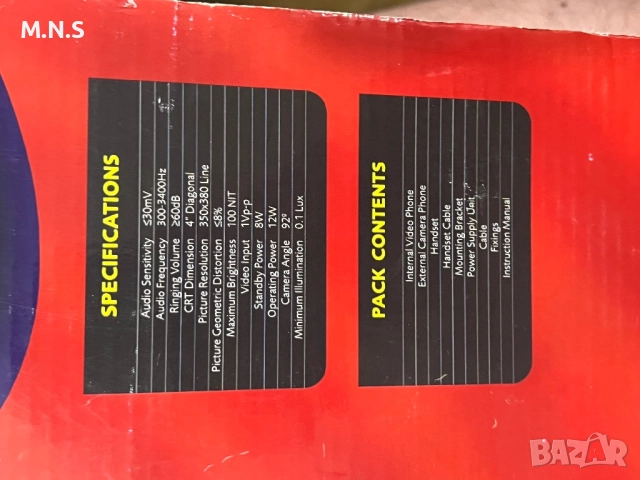 M.N.S
SPECIFICATIONS
Audio Sensitivity ≤30mV
Audio Frequency 300-3400Hz
Ringing Volume ≥60dB
CRT Dimension 4" Diagonal
Picture Resolution 350x380 Line
Picture Geometric Distortion ≤8%
Maximum Brightness 100 NIT
Video Input 1Vp-p
Standby Power 8W
Operating Power 12W
Camera Angle 92º
Minimum Illumination 0.1 Lux
PACK CONTENTS
Internal Video Phone
External Camera Phone
Handset
Handset Cable
Mounting Bracket
Power Supply Unit
Cable
Fixings
Instruction Manual
BAZAR